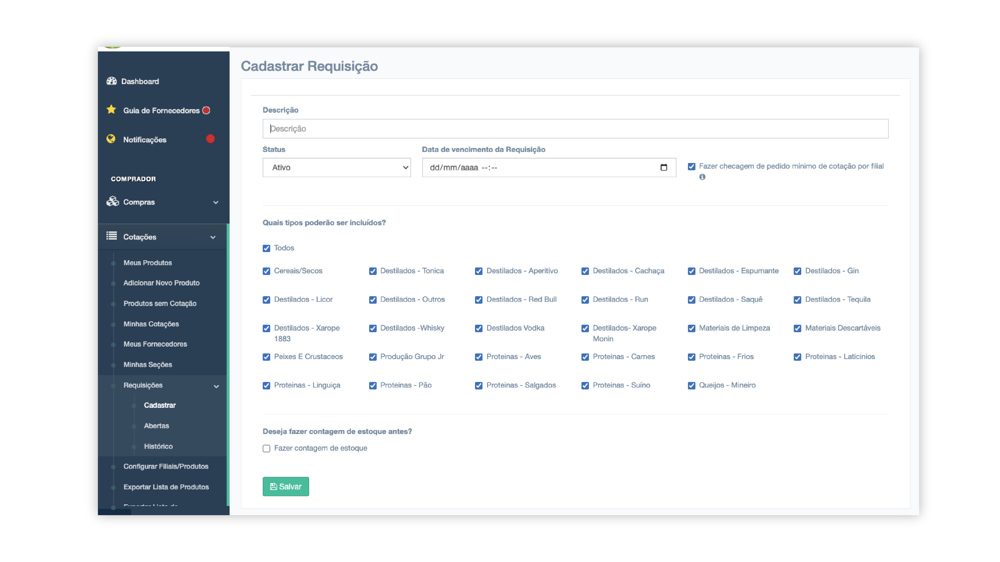 Dashboard
Guia de Fornecedores
Notificações
COMPRADOR
Compras
Cotações
Meus Produtos
Adicionar Novo Produto
Produtos sem Cotação
Minhas Cotações
Meus Fornecedores
Minhas Seções
Requisições
Cadastrar
Abertas
Histórico
Configurar Filiais/Produtos
Exportar Lista de Produtos
Exportar Lista de
Cadastrar Requisição
Descrição
Descrição
Status
Data de vencimento da Requisição
Ativo
dd/mm/aaaa --:--
Fazer checagem de pedido mínimo de cotação por filial
Quais tipos poderão ser incluídos?
Todos
Cereais/Secos
Destilados - Tonica
Destilados - Aperitivo
Destilados - Cachaça
Destilados - Espumante
Destilados - Gin
Destilados - Licor
Destilados - Outros
Destilados - Red Bull
Destilados - Run
Destilados - Saquê
Destilados - Tequila
Destilados - Xarope
1883
Destilados -Whisky
Destilados Vodka
Destilados- Xarope
Monin
Materiais de Limpeza
Materiais Descartáveis
Peixes E Crustaceos
Produção Grupo Jr
Proteinas - Aves
Proteinas - Carnes
Proteinas - Frios
Proteinas - Laticinios
Proteinas - Linguiça
Proteinas - Pão
Proteinas - Salgados
Proteinas - Suíno
Queijos - Mineiro
Deseja fazer contagem de estoque antes?
Fazer contagem de estoque
Salvar